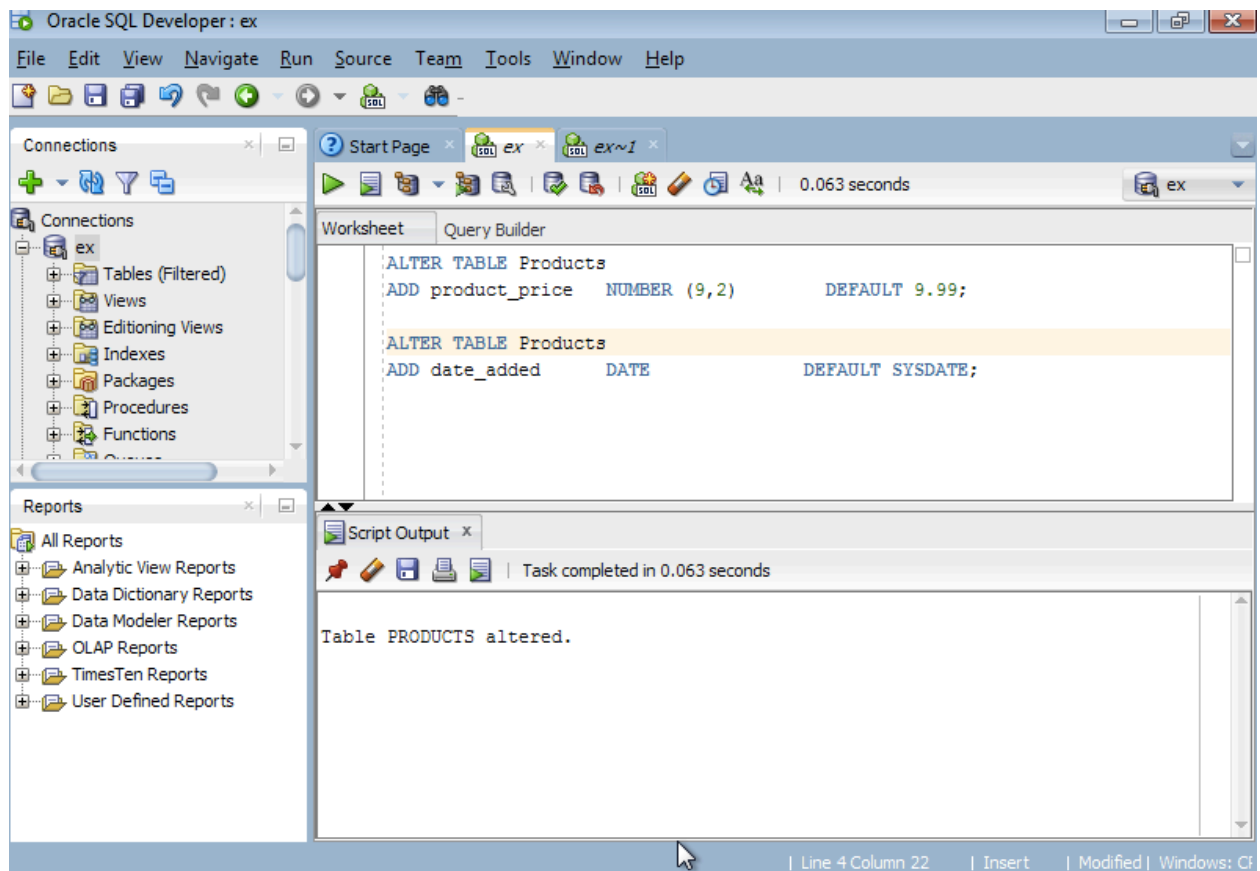 Oracle SQL Developer : ex
File Edit View Navigate Run Source Team Tools Window Help
Connections
Connections
ex
Tables (Filtered)
Views
Editioning Views
Indexes
Packages
Procedures
Functions
Reports
All Reports
Analytic View Reports
Data Dictionary Reports
Data Modeler Reports
OLAP Reports
TimesTen Reports
User Defined Reports
Start Page ex ex~1
0.063 seconds ex
Worksheet Query Builder
ALTER TABLE Products
ADD product_price NUMBER (9,2) DEFAULT 9.99;
ALTER TABLE Products
ADD date_added DATE DEFAULT SYSDATE;
Script Output
Task completed in 0.063 seconds
Table PRODUCTS altered.
Line 4 Column 22 | Insert | Modified | Windows: